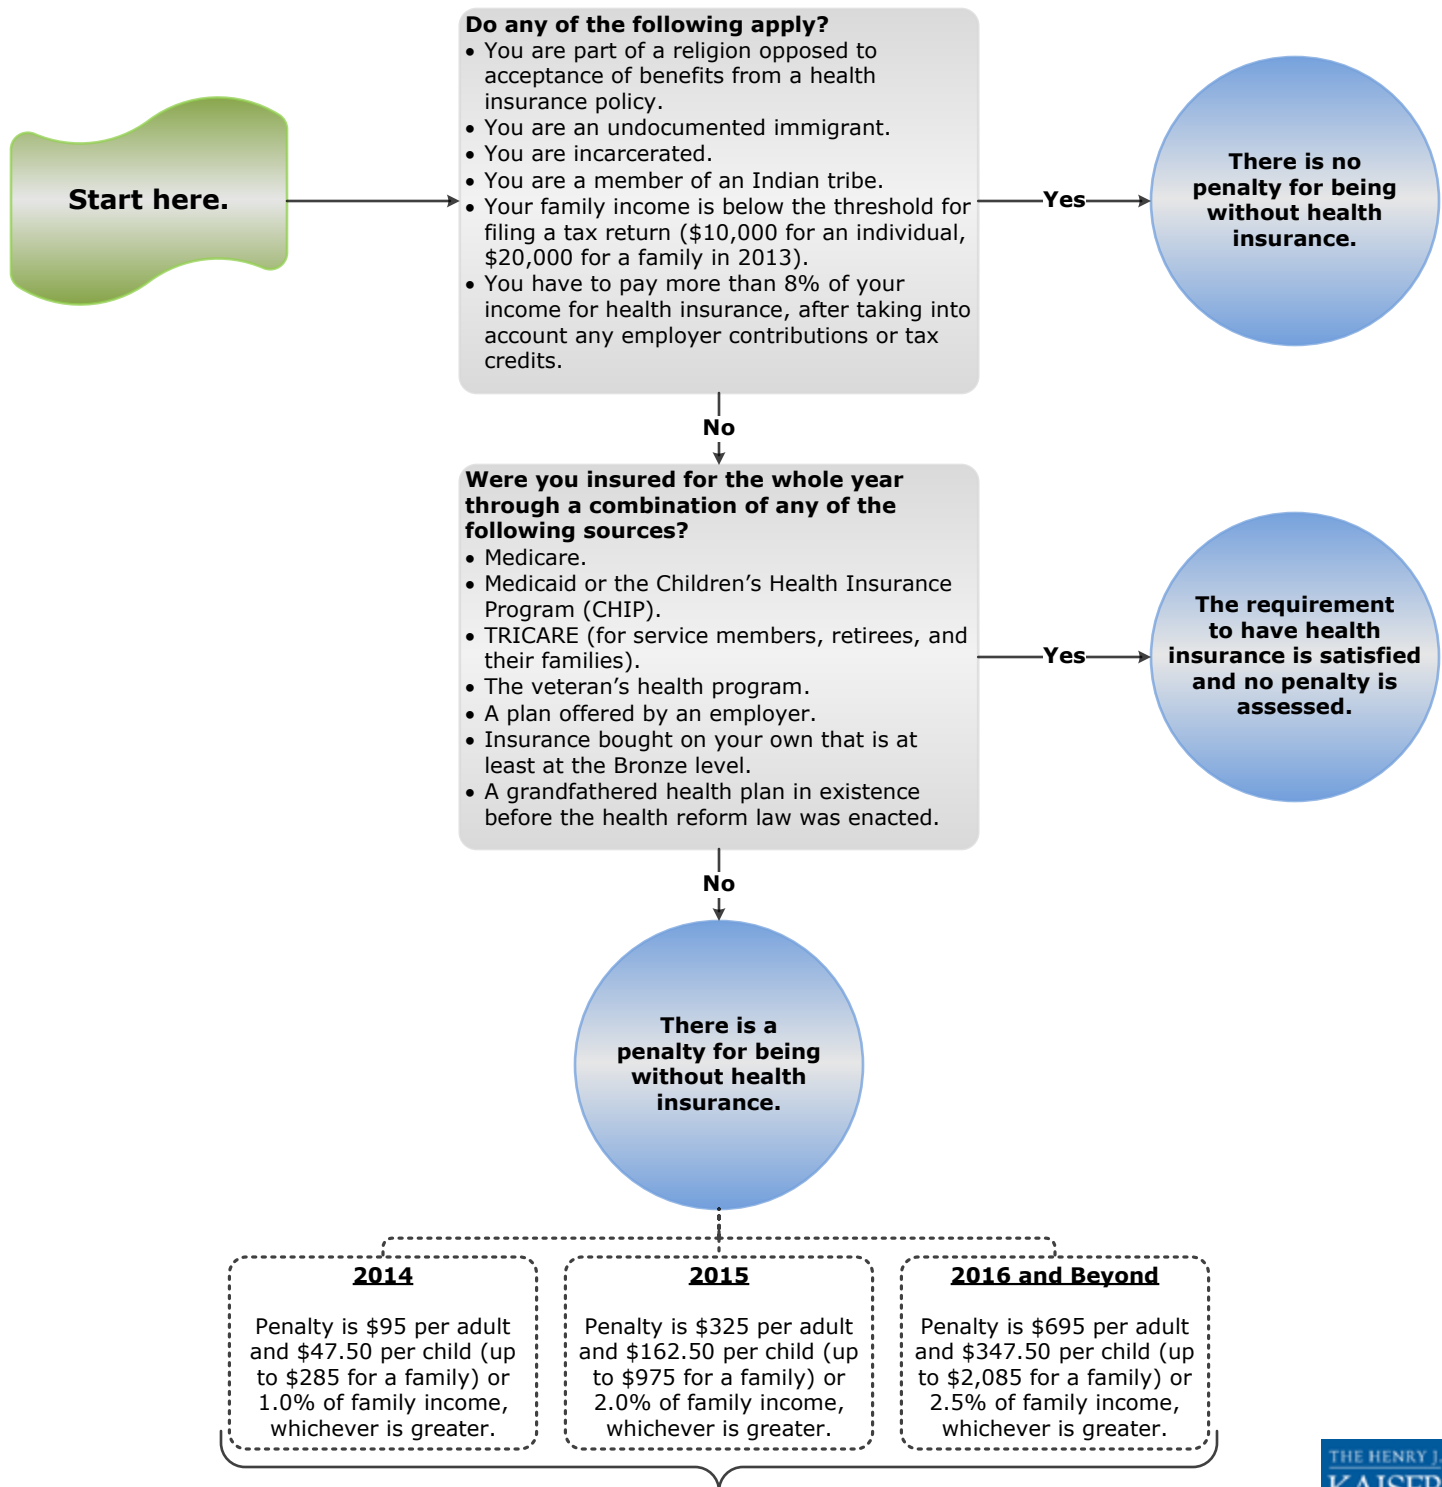 Start here.
Do any of the following apply?
• You are part of a religion opposed to
acceptance of benefits from a health
insurance policy.
• You are an undocumented immigrant.
• You are incarcerated.
• You are a member of an Indian tribe.
• Your family income is below the threshold for
filing a tax return ($10,000 for an individual,
$20,000 for a family in 2013).
• You have to pay more than 8% of your
income for health insurance, after taking into
account any employer contributions or tax
credits.
Yes
There is no
penalty for being
without health
insurance.
No
Were you insured for the whole year
through a combination of any of the
following sources?
• Medicare.
• Medicaid or the Children’s Health Insurance
Program (CHIP).
• TRICARE (for service members, retirees, and
their families).
• The veteran’s health program.
• A plan offered by an employer.
• Insurance bought on your own that is at
least at the Bronze level.
• A grandfathered health plan in existence
before the health reform law was enacted.
Yes
The requirement
to have health
insurance is satisfied
and no penalty is
assessed.
No
There is a
penalty for being
without health
insurance.
2014
Penalty is $95 per adult
and $47.50 per child (up
to $285 for a family) or
1.0% of family income,
whichever is greater.
2015
Penalty is $325 per adult
and $162.50 per child (up
to $975 for a family) or
2.0% of family income,
whichever is greater.
2016 and Beyond
Penalty is $695 per adult
and $347.50 per child (up
to $2,085 for a family) or
2.5% of family income,
whichever is greater.
THE HENRY J.
KAISER